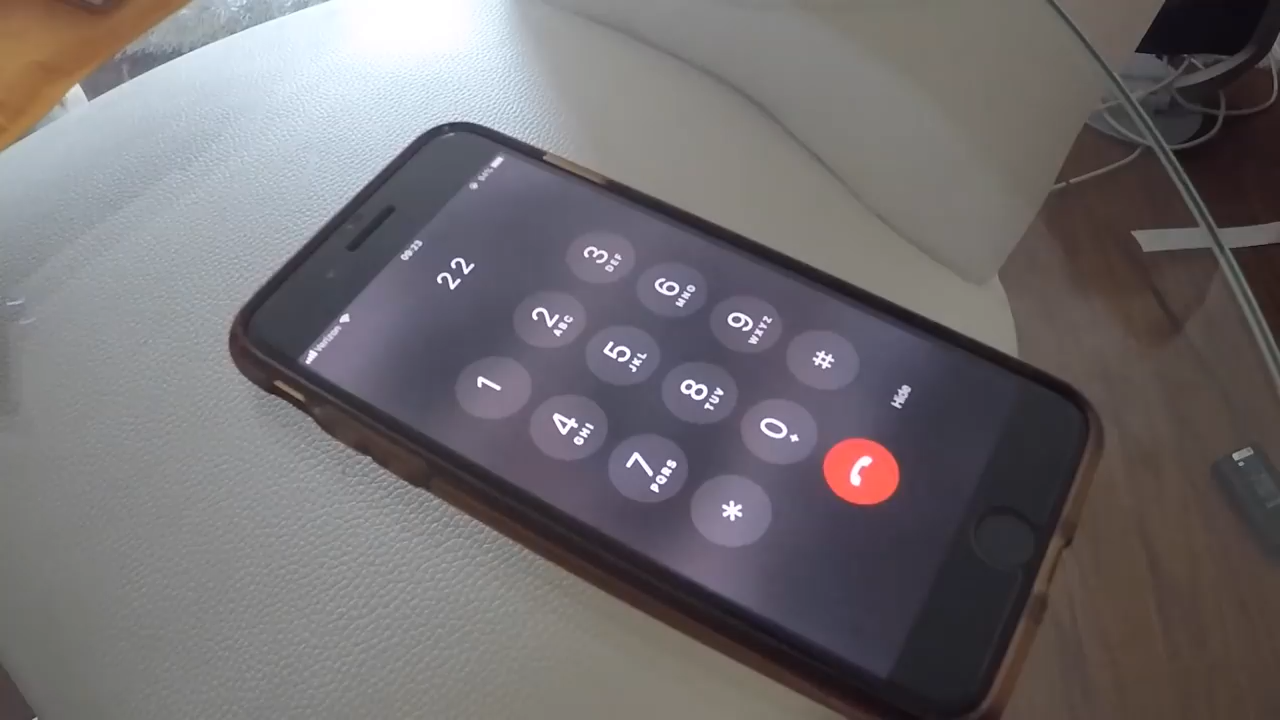 Verizon 09:23 94%
22
1 2 ABC 3 DEF
4 GHI 5 JKL 6 MNO
7 PQRS 8 TUV 9 WXYZ
* 0 + #
Hide